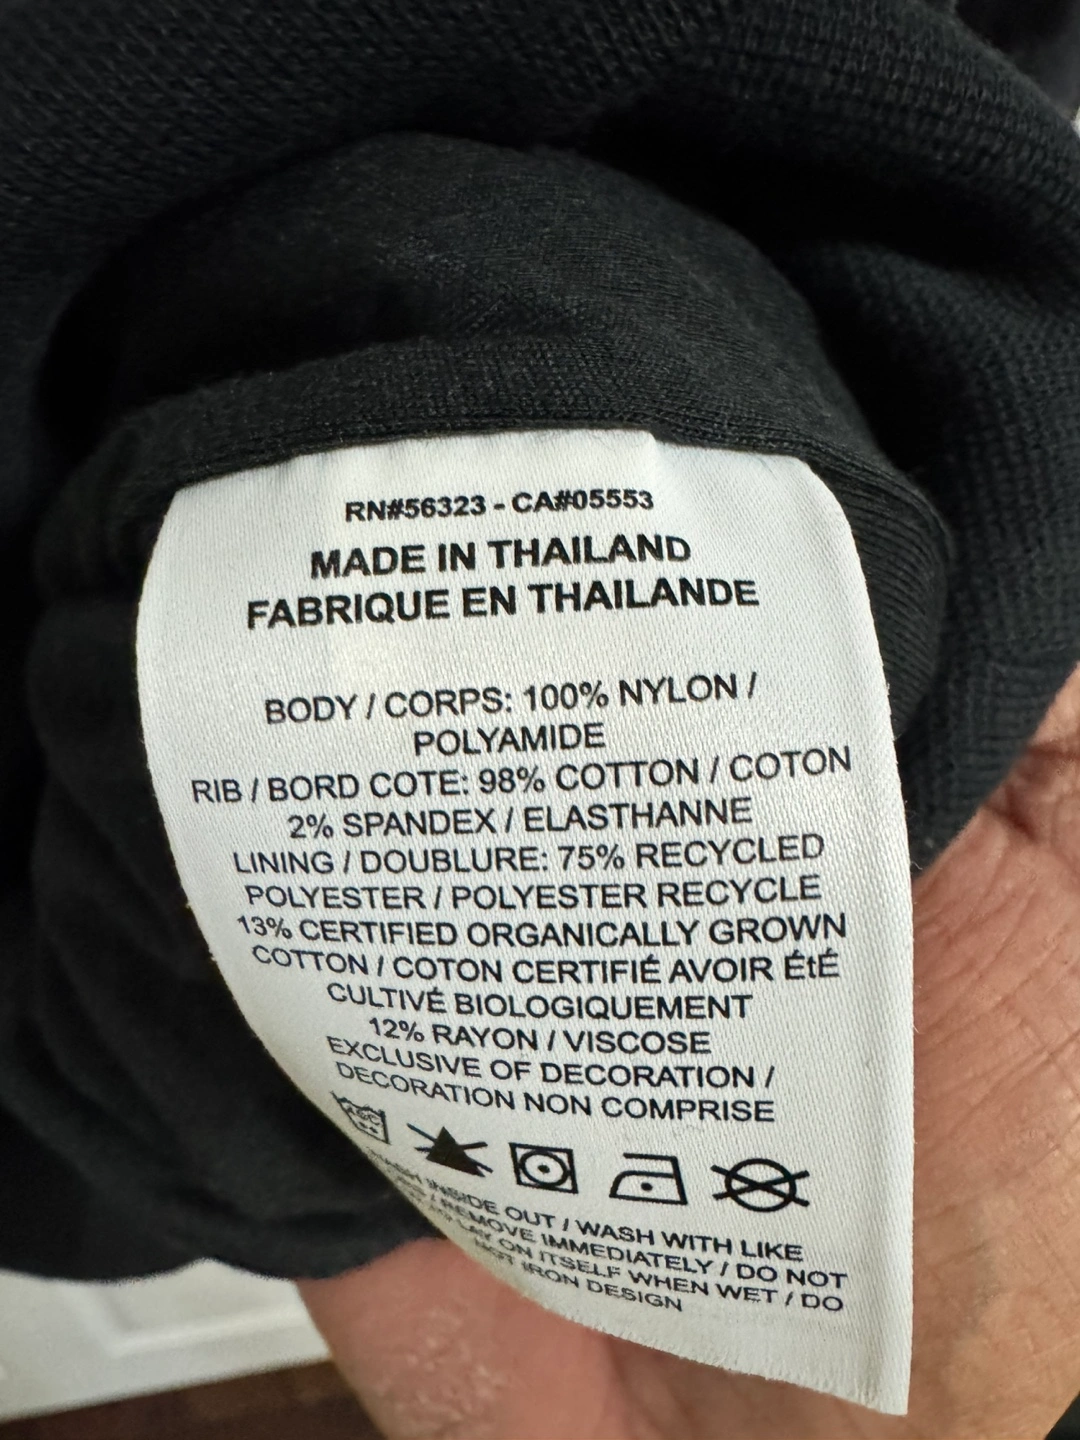 RN#56323 - CA#05553
MADE IN THAILAND
FABRIQUE EN THAILANDE
BODY / CORPS: 100% NYLON /
POLYAMIDE
RIB / BORD COTE: 98% COTTON / COTON
2% SPANDEX / ELASTHANNE
LINING / DOUBLURE: 75% RECYCLED
POLYESTER / POLYESTER RECYCLE
13% CERTIFIED ORGANICALLY GROWN
COTTON / COTON CERTIFIÉ AVOIR ÉtÉ
CULTIVÉ BIOLOGIQUEMENT
12% RAYON / VISCOSE
EXCLUSIVE OF DECORATION /
DECORATION NON COMPRISE
WASH INSIDE OUT / WASH WITH LIKE
/ REMOVE IMMEDIATELY / DO NOT
LAY ON ITSELF WHEN WET / DO
NOT IRON DESIGN